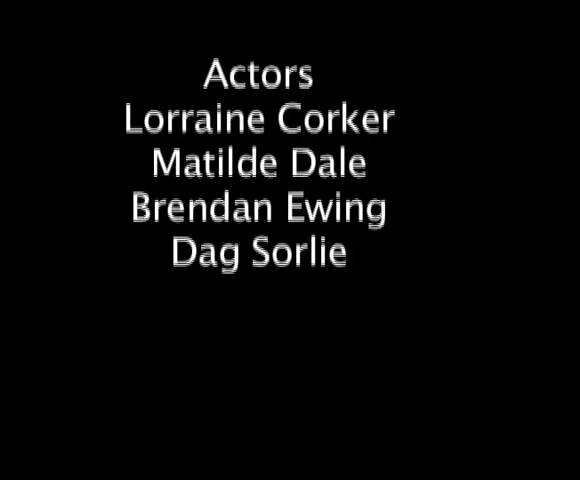 Actors
Lorraine Corker
Matilde Dale
Brendan Ewing
Dag Sorlie